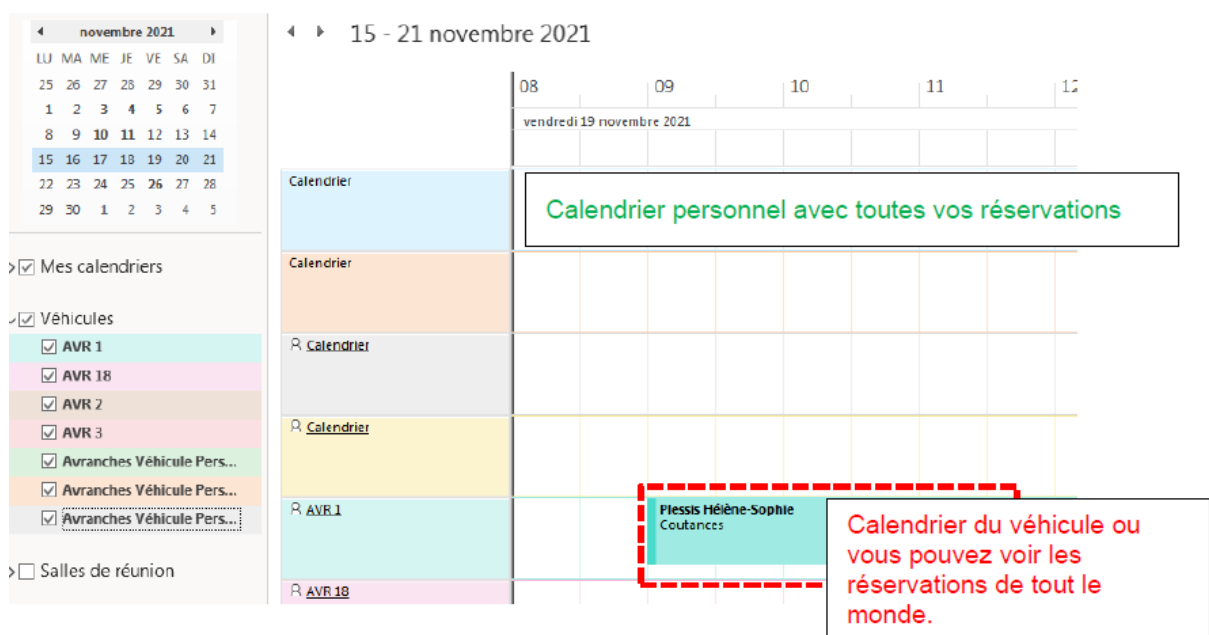 novembre 2021
LU MA ME JE VE SA DI
25 26 27 28 29 30 31
1 2 3 4 5 6 7
8 9 10 11 12 13 14
15 16 17 18 19 20 21
22 23 24 25 26 27 28
29 30 1 2 3 4 5
Mes calendriers
Véhicules
AVR 1
AVR 18
AVR 2
AVR 3
Avranches Véhicule Pers...
Avranches Véhicule Pers...
Avranches Véhicule Pers...
Salles de réunion
15 - 21 novembre 2021
08 09 10 11 12
vendredi 19 novembre 2021
Calendrier
Calendrier personnel avec toutes vos réservations
Calendrier
Calendrier
Calendrier
AVR 1
Plessis Hélène-Sophie
Coutances
Calendrier du véhicule ou
vous pouvez voir les
réservations de tout le
monde.
AVR 18